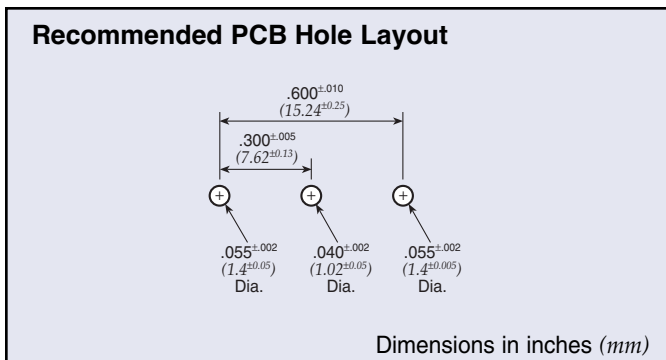 Recommended PCB Hole Layout
.600±.010
(15.24±0.25)
.300±.005
(7.62±0.13)
.055±.002
(1.4±0.05)
Dia.
.040±.002
(1.02±0.05)
Dia.
.055±.002
(1.4±0.005)
Dia.
Dimensions in inches (mm)